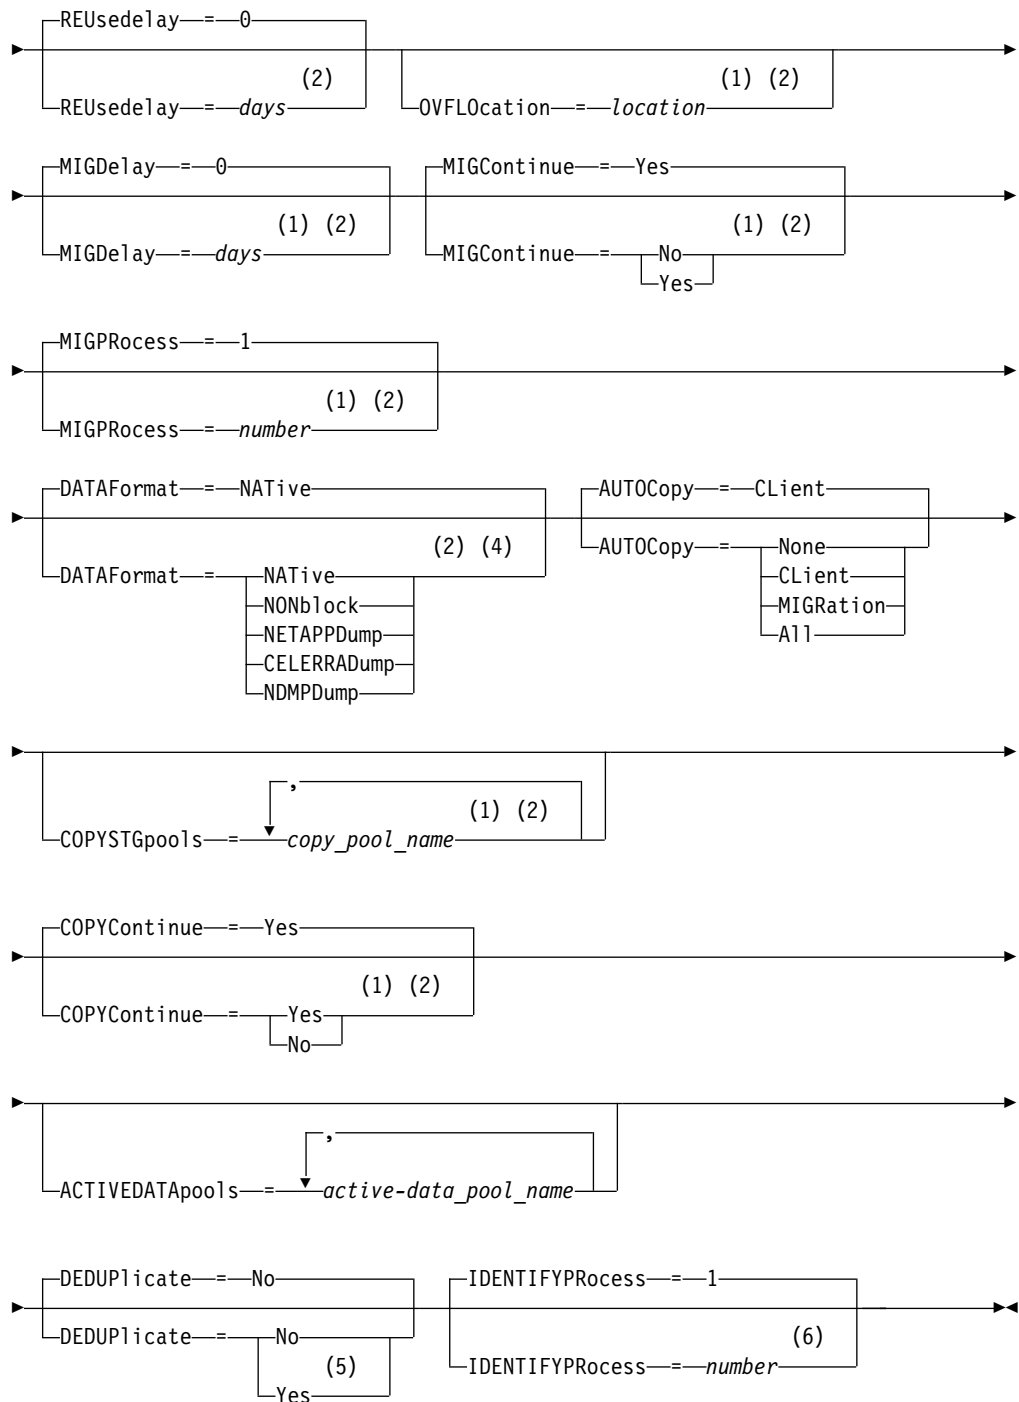 REUsedelay = 0
(2)
REUsedelay = days
(1) (2)
OVFLOcation = location
MIGDelay = 0
(1) (2)
MIGDelay = days
MIGContinue = Yes
(1) (2)
MIGContinue = No
Yes
MIGPRocess = 1
(1) (2)
MIGPRocess = number
DATAFormat = NATive
(2) (4)
DATAFormat = NATive
NONblock
NETAPPDump
CELERRADump
NDMPDump
AUTOCopy = CLient
AUTOCopy = None
CLient
MIGRation
All
,
(1) (2)
COPYSTGpools = copy_pool_name
COPYContinue = Yes
(1) (2)
COPYContinue = Yes
No
,
ACTIVEDATApools = active-data_pool_name
DEDUPlicate = No
DEDUPlicate = No
(5)
Yes
IDENTIFYPRocess = 1
(6)
IDENTIFYPRocess = number